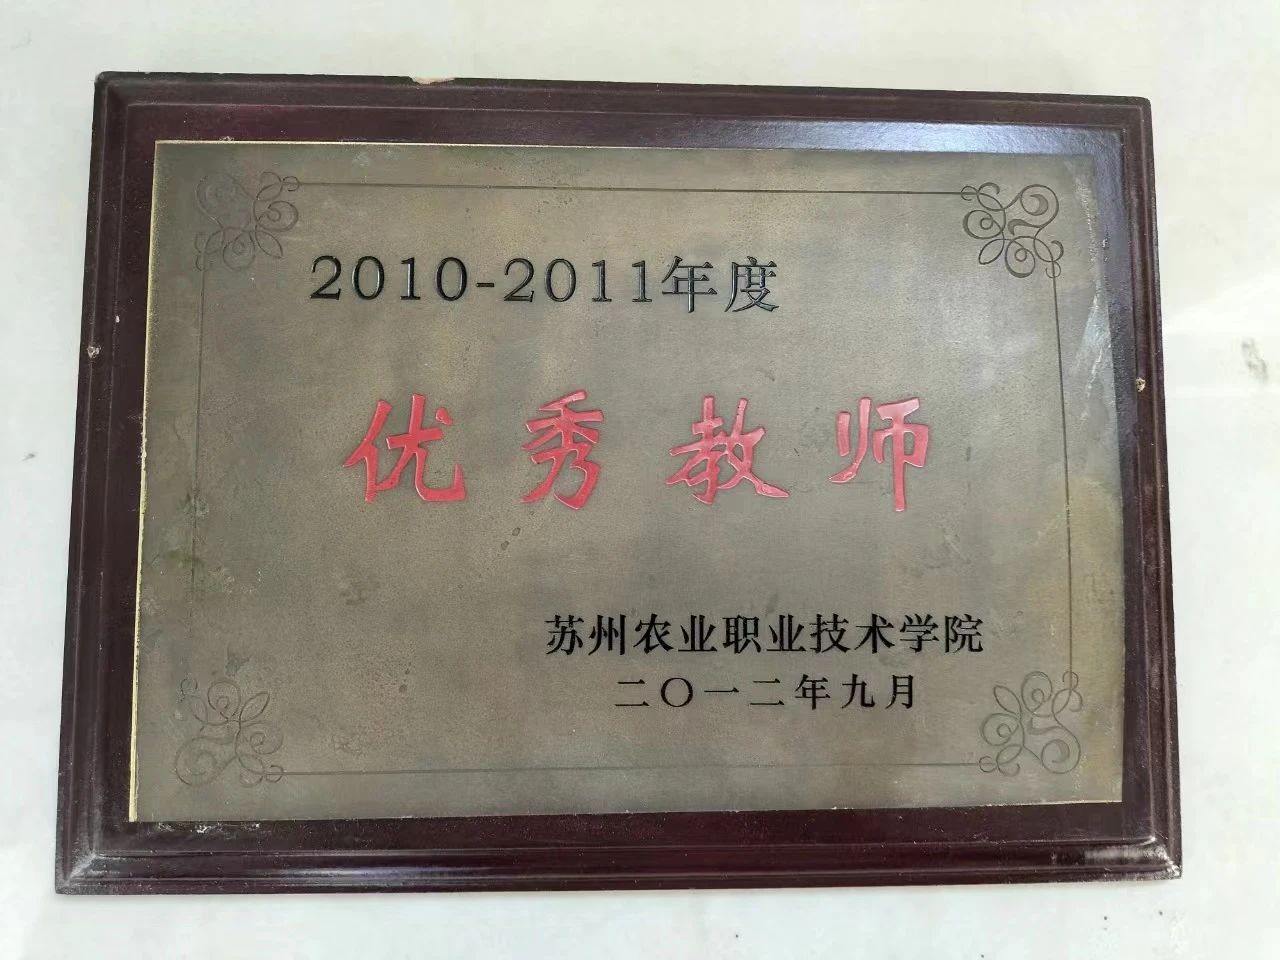 2010-2011年度
优秀教师
苏州农业职业技术学院
二〇一二年九月